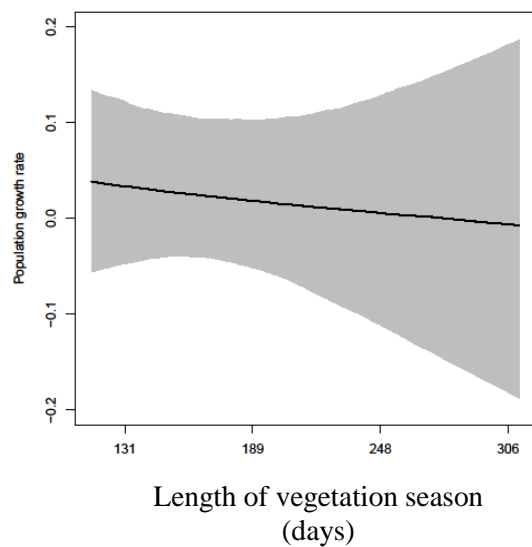 0.2
0.1
0.0
−0.1
−0.2
Population growth rate
131 189 248 306
Length of vegetation season
(days)